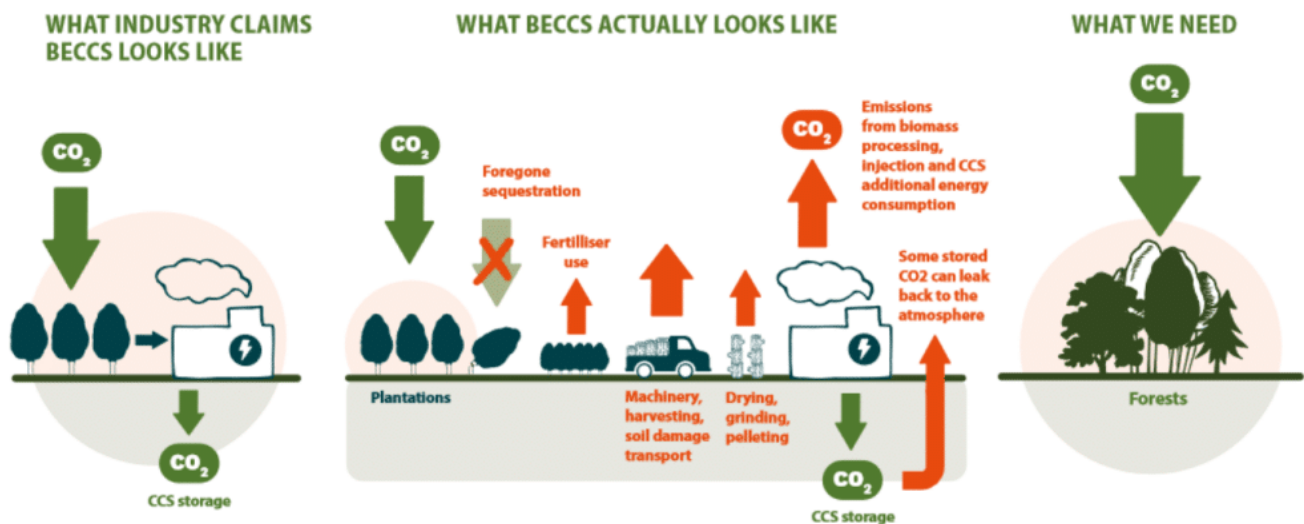 WHAT INDUSTRY CLAIMS
BECCS LOOKS LIKE
CO₂
CO₂
CCS storage
WHAT BECCS ACTUALLY LOOKS LIKE
CO₂
Foregone
sequestration
Fertiliser
use
CO₂
Emissions
from biomass
processing,
injection and CCS
additional energy
consumption
Some stored
CO2 can leak
back to the
atmosphere
Plantations
Machinery,
harvesting,
soil damage
transport
Drying,
grinding,
pelleting
CO₂
CCS storage
WHAT WE NEED
CO₂
Forests